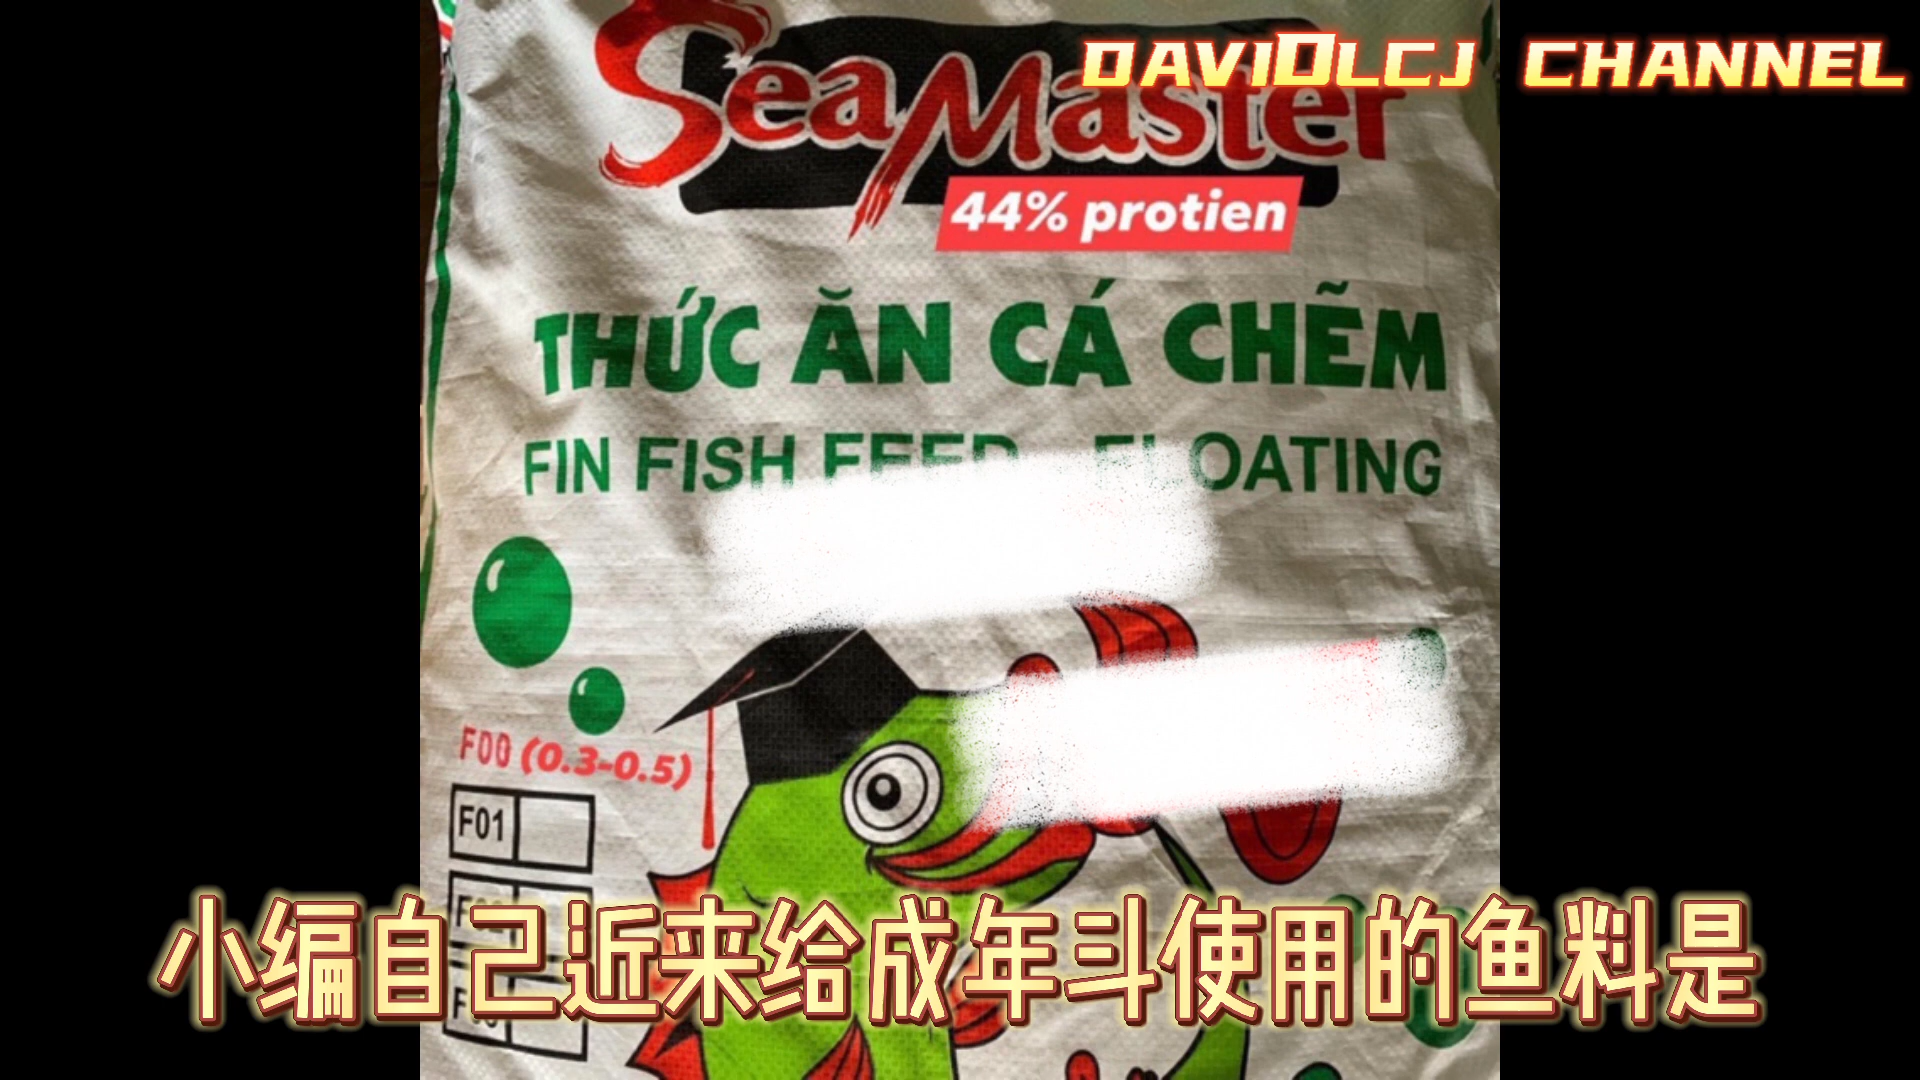 DAVIDLCJ CHANNEL
SeaMaster
44% protien
THỨC ĂN CÁ CHẼM
FIN FISH FEED FLOATING
F00 (0.3-0.5)
F01
小编自己近来给成年斗使用的鱼料是